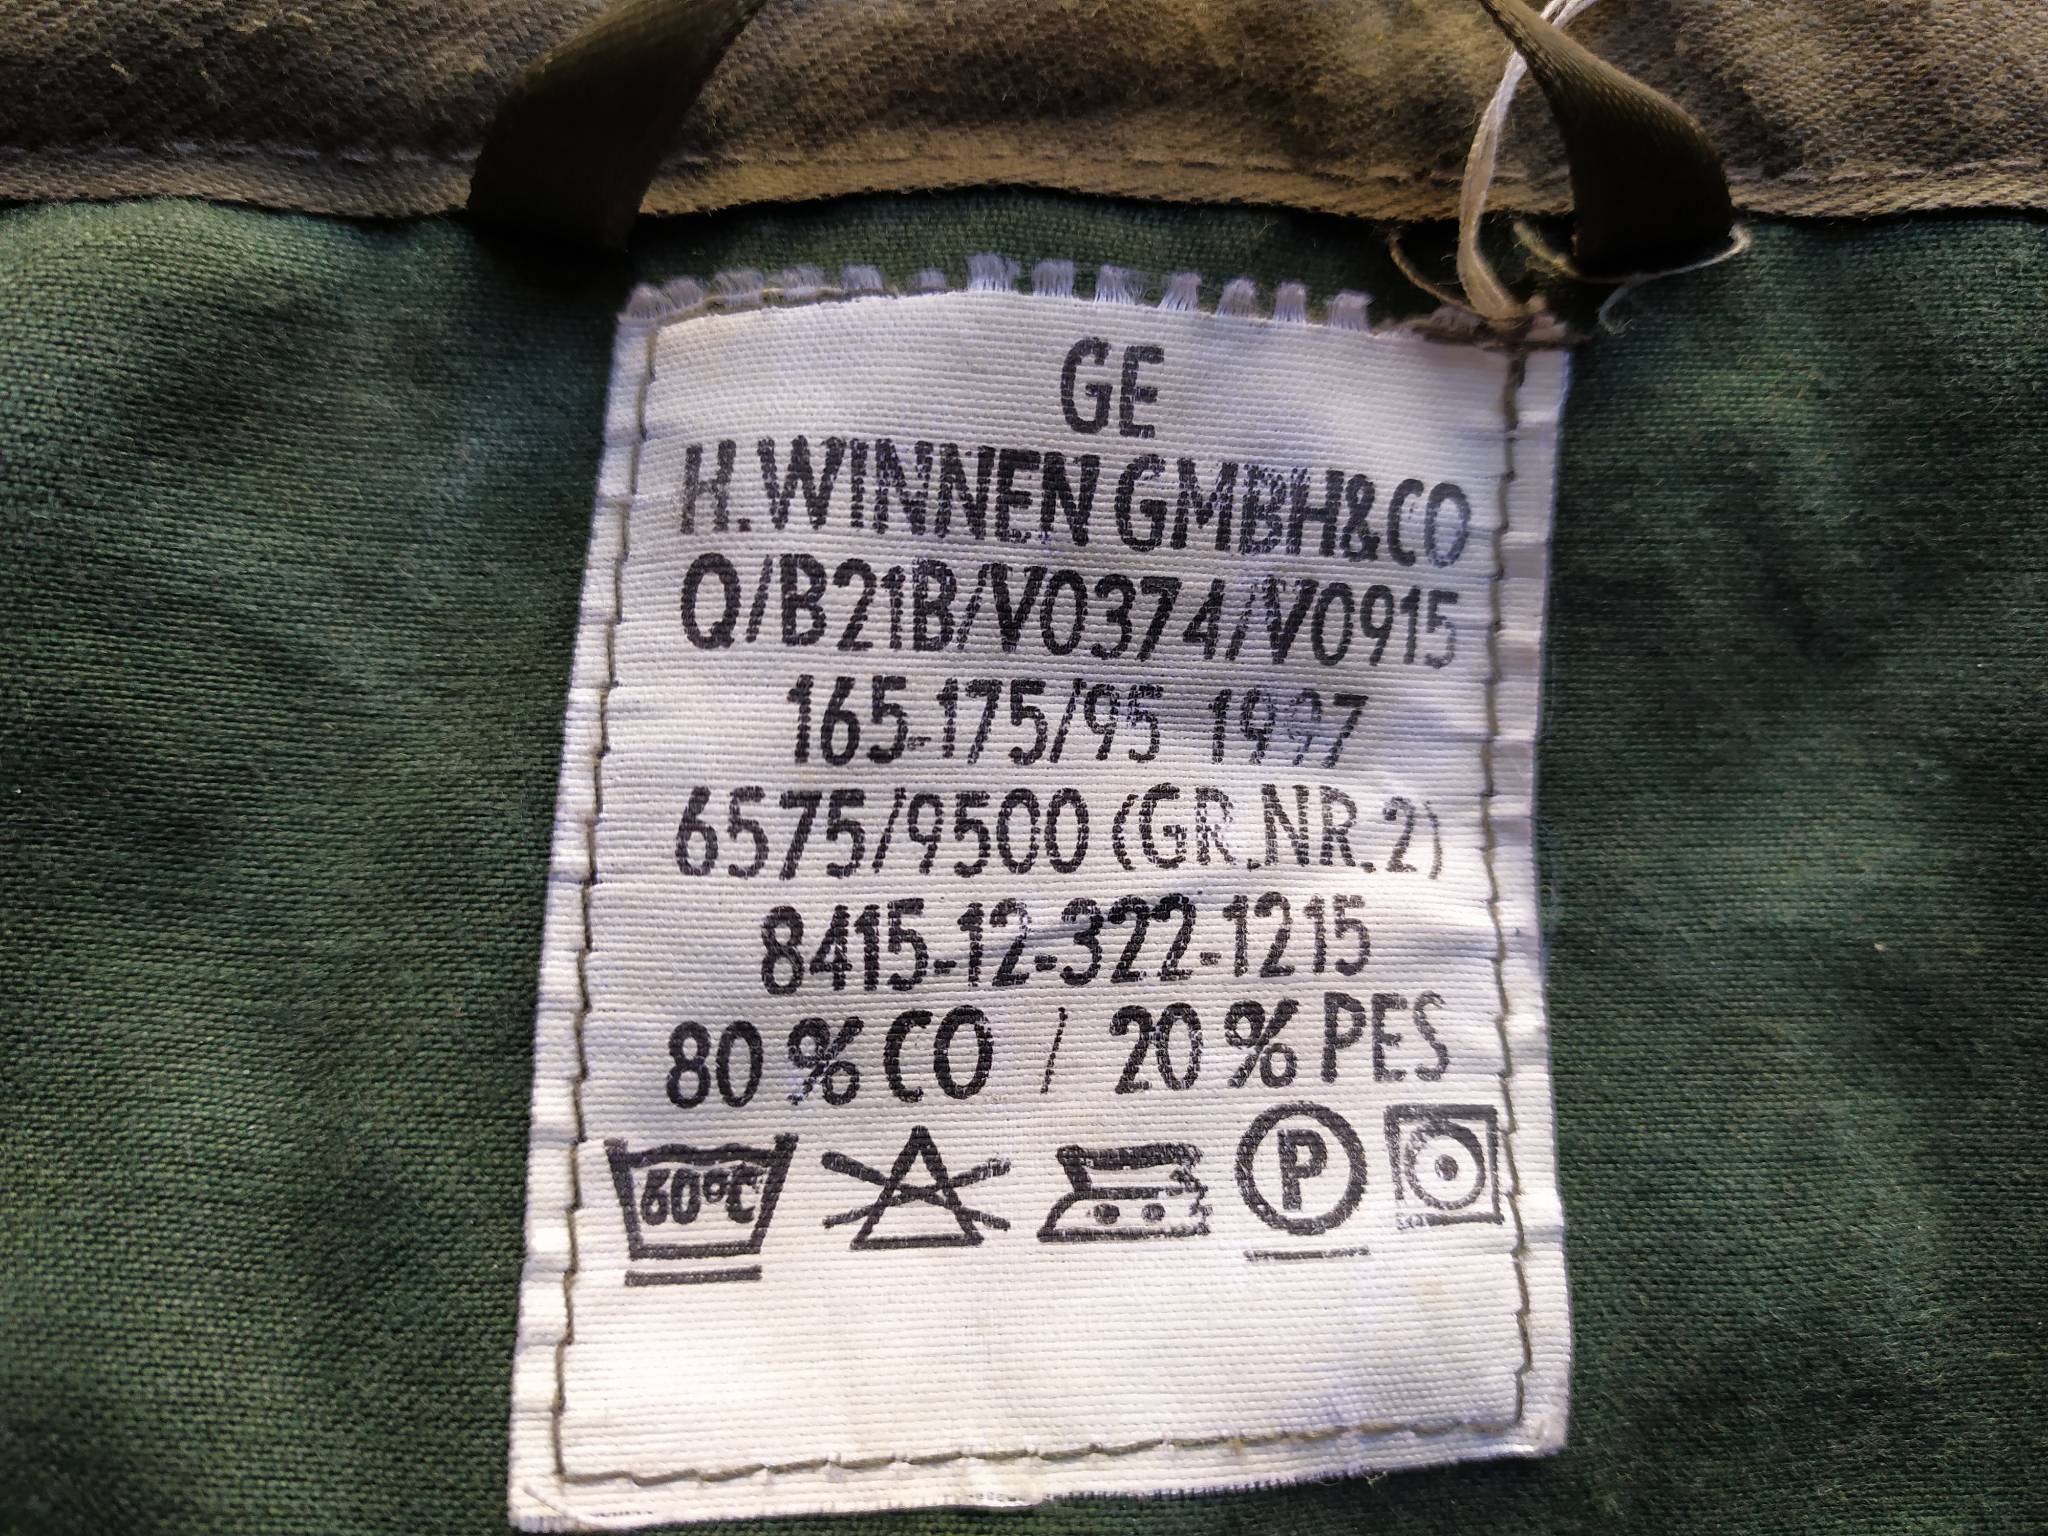 GE
H.WINNEN GMBH&CO
Q/B21B/V0374/V0915
165-175/95 1997
6575/9500 (GR.NR.2)
8415-12-322-1215
80% CO / 20% PES
60°C P